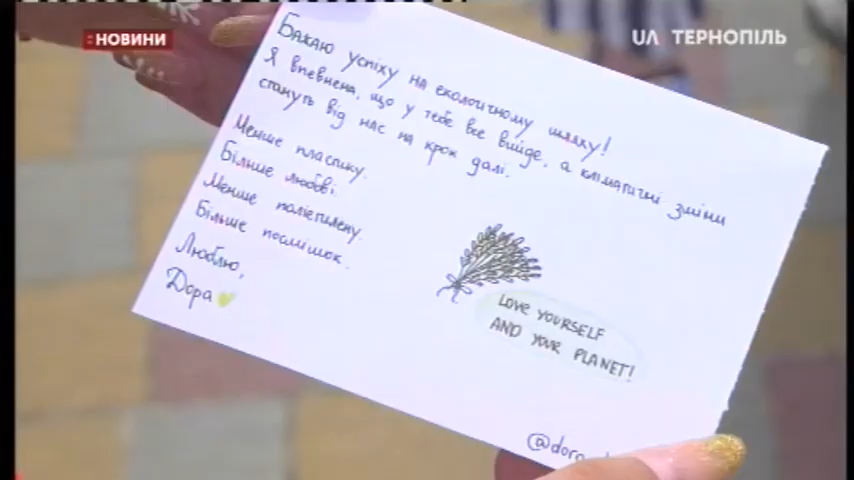 :НОВИНИ
UA ТЕРНОПІЛЬ
Бажаю успіху на екологічному шляху!
Я впевнена, що у тебе все вийде, а кліматичні зміни
стануть від нас на крок далі.
Менше пластику.
Більше любові.
Менше поліетилену.
Більше посмішок.
Люблю,
Дора
LOVE YOURSELF
AND YOUR PLANET!